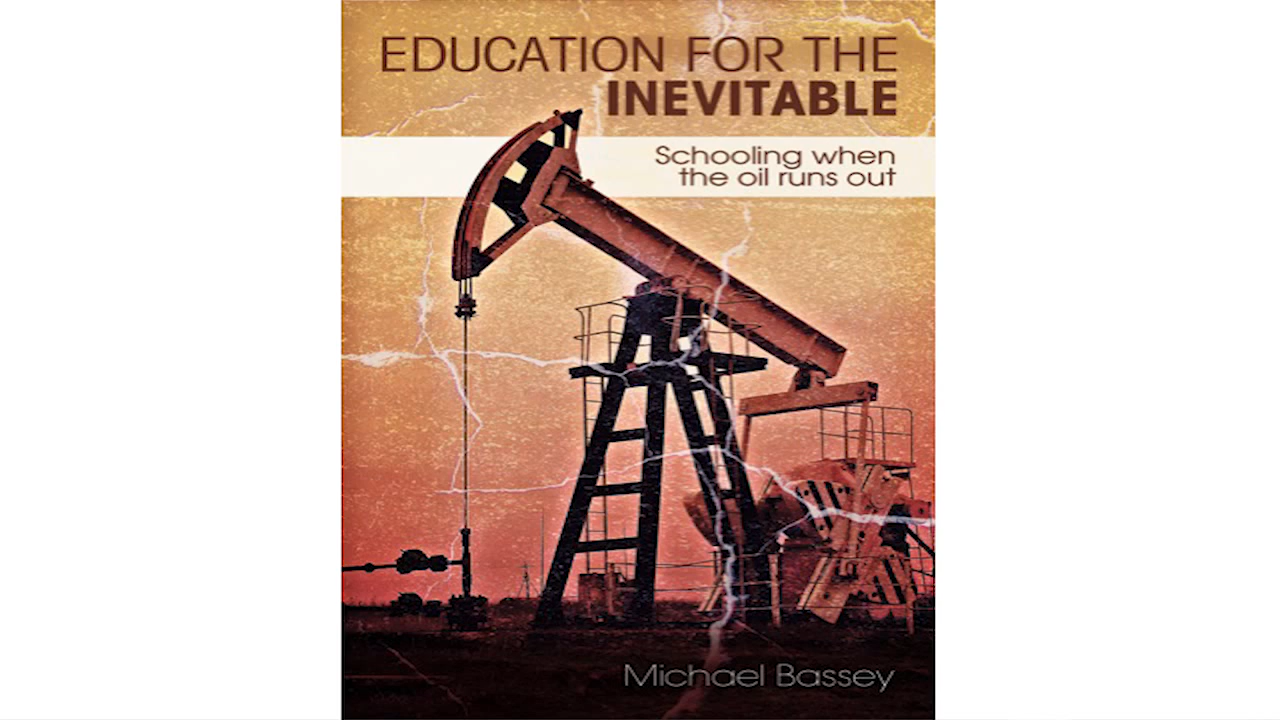 EDUCATION FOR THE
INEVITABLE
Schooling when
the oil runs out
Michael Bassey